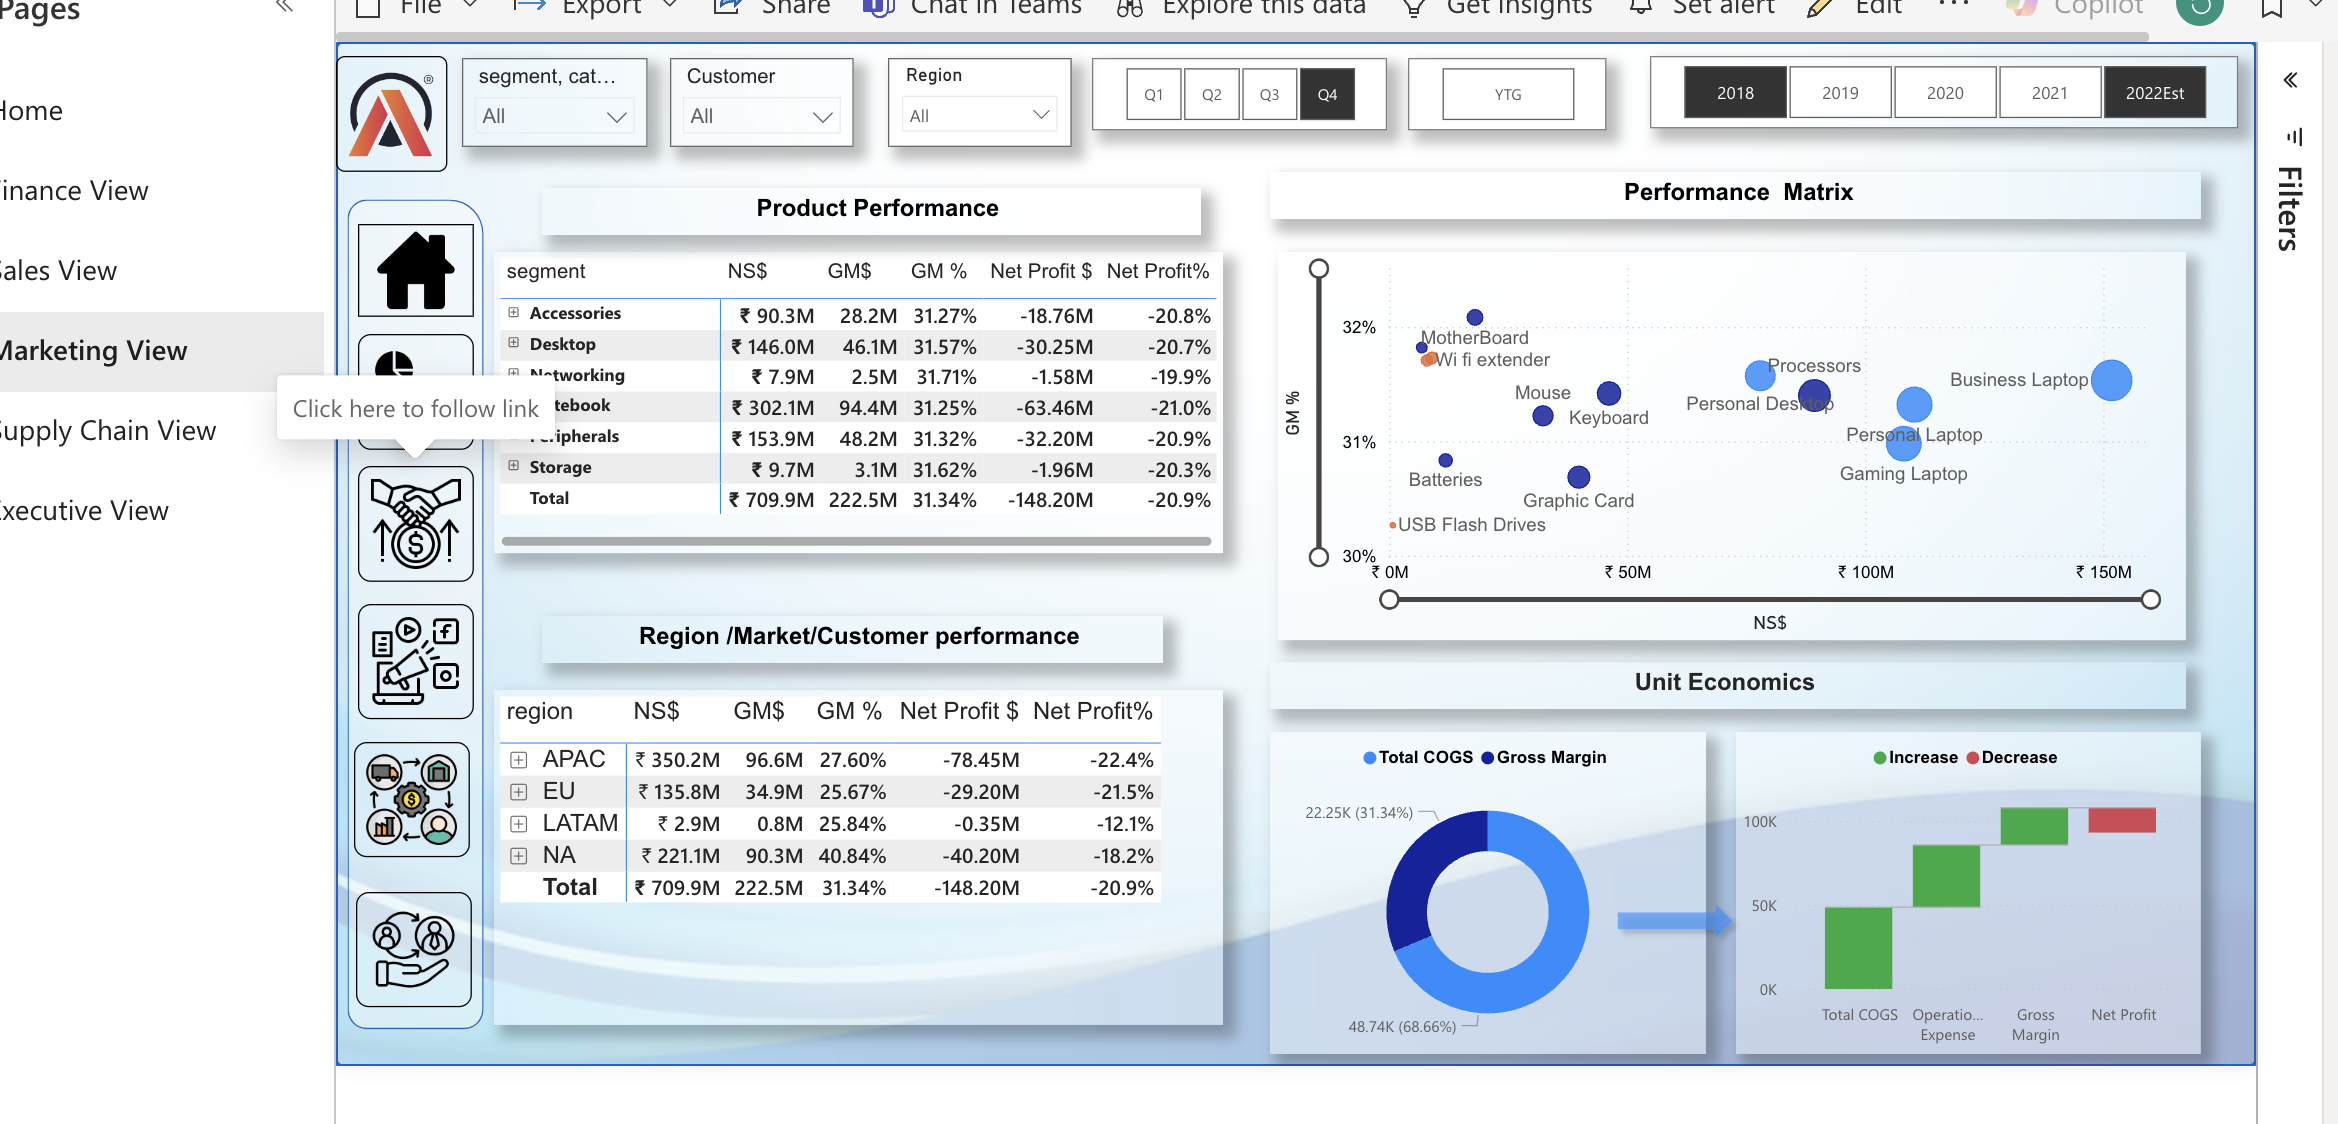 Pages
Home
Finance View
Sales View
Marketing View
Supply Chain View
Executive View
File Export Share Chat in Teams Explore this data Get insights Set alert Edit ... Copilot
Filters
Click here to follow link
segment, cat...
All
Customer
All
Region
All
Q1 Q2 Q3 Q4
YTG
2018 2019 2020 2021 2022Est
Product Performance
segment NS$ GM$ GM % Net Profit $ Net Profit%
Accessories ₹ 90.3M 28.2M 31.27% -18.76M -20.8%
Desktop ₹ 146.0M 46.1M 31.57% -30.25M -20.7%
Networking ₹ 7.9M 2.5M 31.71% -1.58M -19.9%
tebook ₹ 302.1M 94.4M 31.25% -63.46M -21.0%
Peripherals ₹ 153.9M 48.2M 31.32% -32.20M -20.9%
Storage ₹ 9.7M 3.1M 31.62% -1.96M -20.3%
Total ₹ 709.9M 222.5M 31.34% -148.20M -20.9%
Region /Market/Customer performance
region NS$ GM$ GM % Net Profit $ Net Profit%
APAC ₹ 350.2M 96.6M 27.60% -78.45M -22.4%
EU ₹ 135.8M 34.9M 25.67% -29.20M -21.5%
LATAM ₹ 2.9M 0.8M 25.84% -0.35M -12.1%
NA ₹ 221.1M 90.3M 40.84% -40.20M -18.2%
Total ₹ 709.9M 222.5M 31.34% -148.20M -20.9%
Performance Matrix
GM %
32%
31%
30%
MotherBoard
Wi fi extender
Processors
Business Laptop
Mouse
Personal Desktop
Keyboard
Personal Laptop
Batteries
Gaming Laptop
Graphic Card
USB Flash Drives
₹ 0M ₹ 50M ₹ 100M ₹ 150M
NS$
Unit Economics
Total COGS Gross Margin
22.25K (31.34%)
48.74K (68.66%)
Increase Decrease
100K
50K
0K
Total COGS
Operatio... Expense
Gross Margin
Net Profit